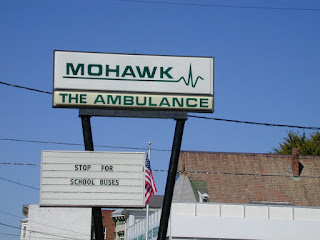 MOHAWK
THE AMBULANCE
STOP FOR
SCHOOL BUSES